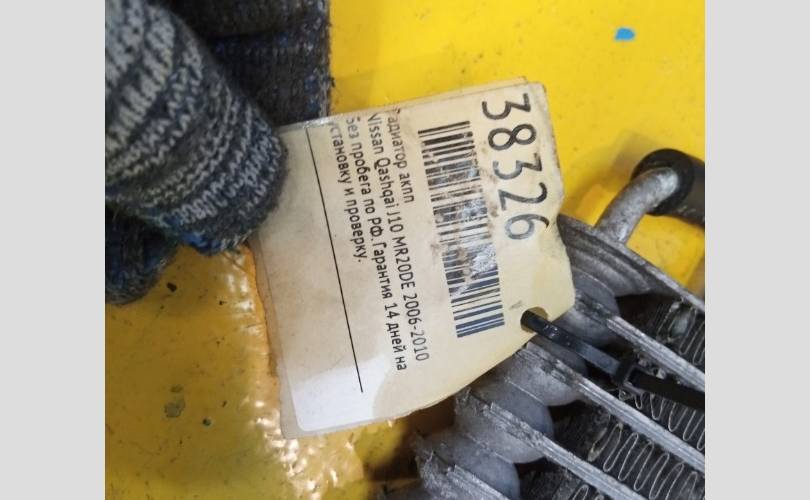 38326
Радиатор акпп
Nissan Qashqai J10 MR20DE 2006-2010
Без пробега по РФ. Гарантия 14 дней на
установку и проверку.